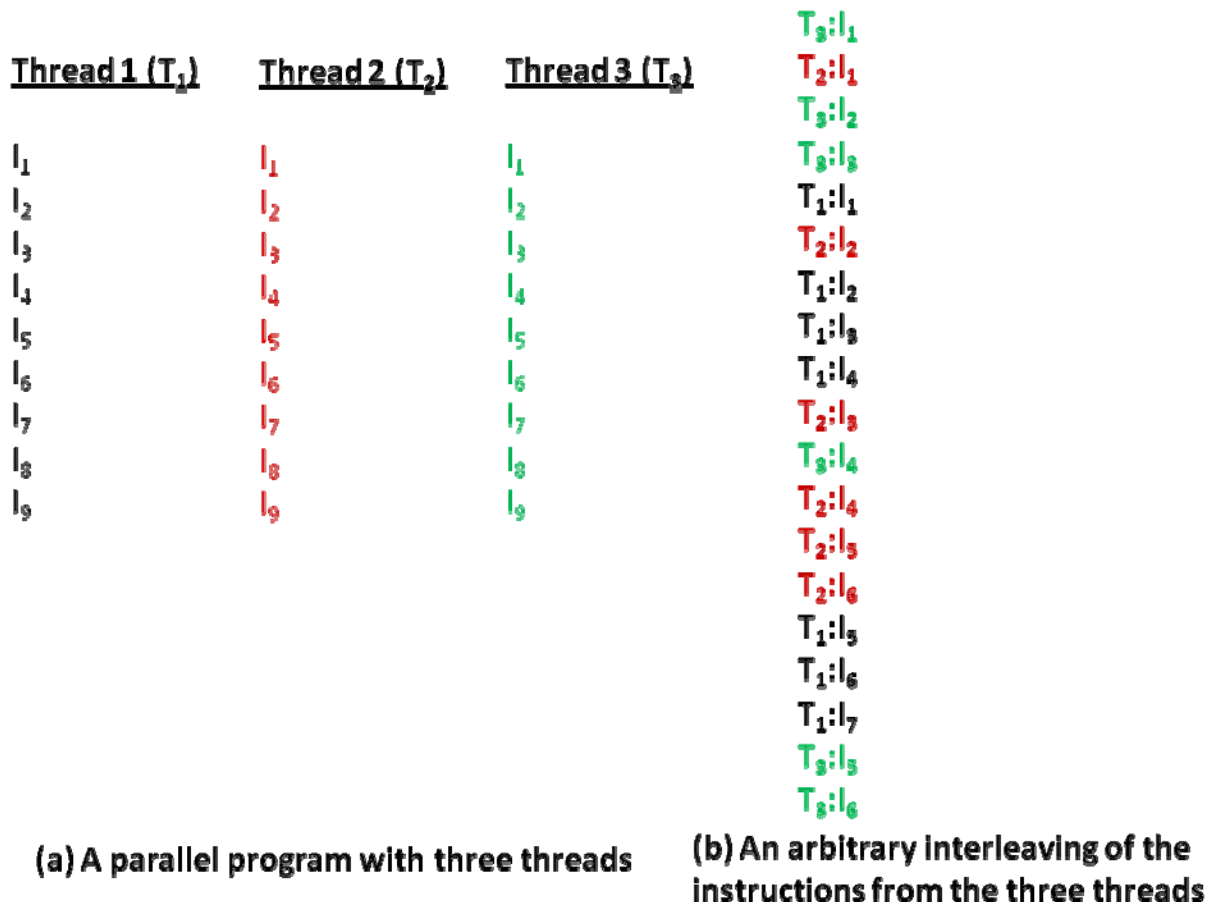 Thread 1 (T₁) Thread 2 (T₂) Thread 3 (T₃)
I₁ I₁ I₁
I₂ I₂ I₂
I₃ I₃ I₃
I₄ I₄ I₄
I₅ I₅ I₅
I₆ I₆ I₆
I₇ I₇ I₇
I₈ I₈ I₈
I₉ I₉ I₉
(a) A parallel program with three threads
T₃:I₁
T₂:I₁
T₃:I₂
T₃:I₃
T₁:I₁
T₂:I₂
T₁:I₂
T₁:I₃
T₁:I₄
T₂:I₃
T₃:I₄
T₂:I₄
T₂:I₅
T₂:I₆
T₁:I₅
T₁:I₆
T₁:I₇
T₃:I₅
T₃:I₆
(b) An arbitrary interleaving of the
instructions from the three threads